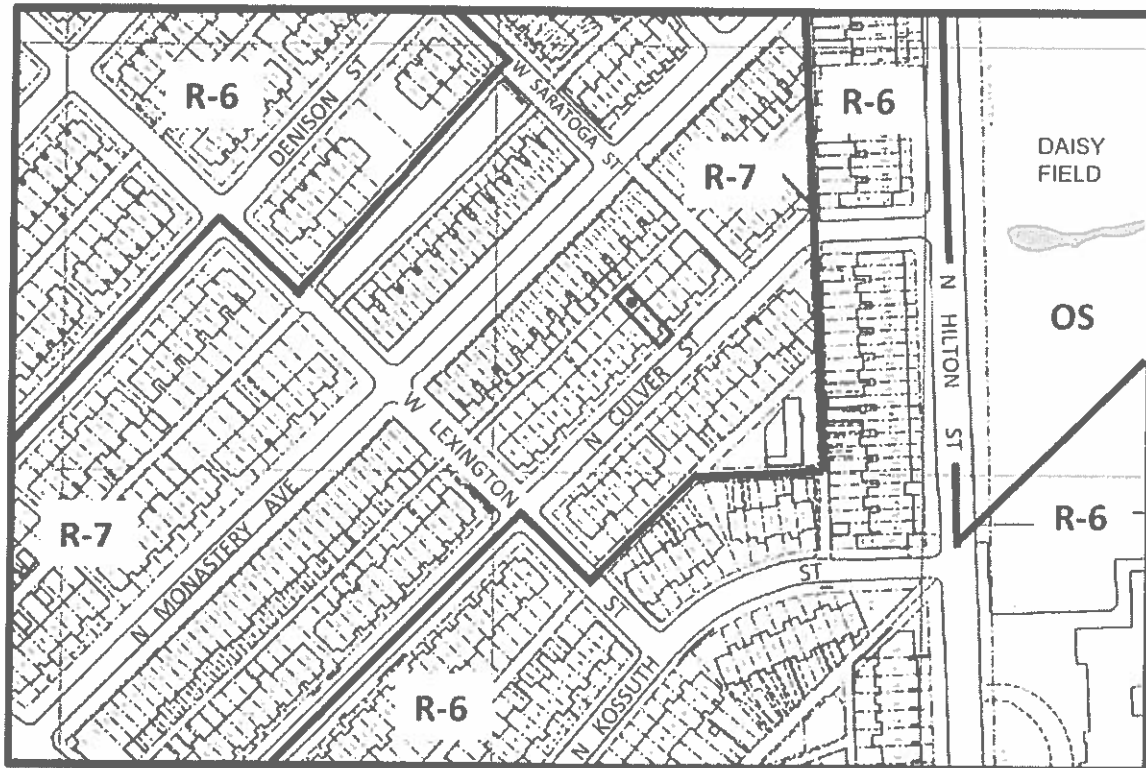 R-6
DENISON ST
W SARATOGA ST
R-6
R-7
DAISY
FIELD
OS
N HILTON ST
N CULVER ST
W LEXINGTON
ST
R-7
N MONASTERY AVE
R-6
ST
R-6
N KOSSUTH